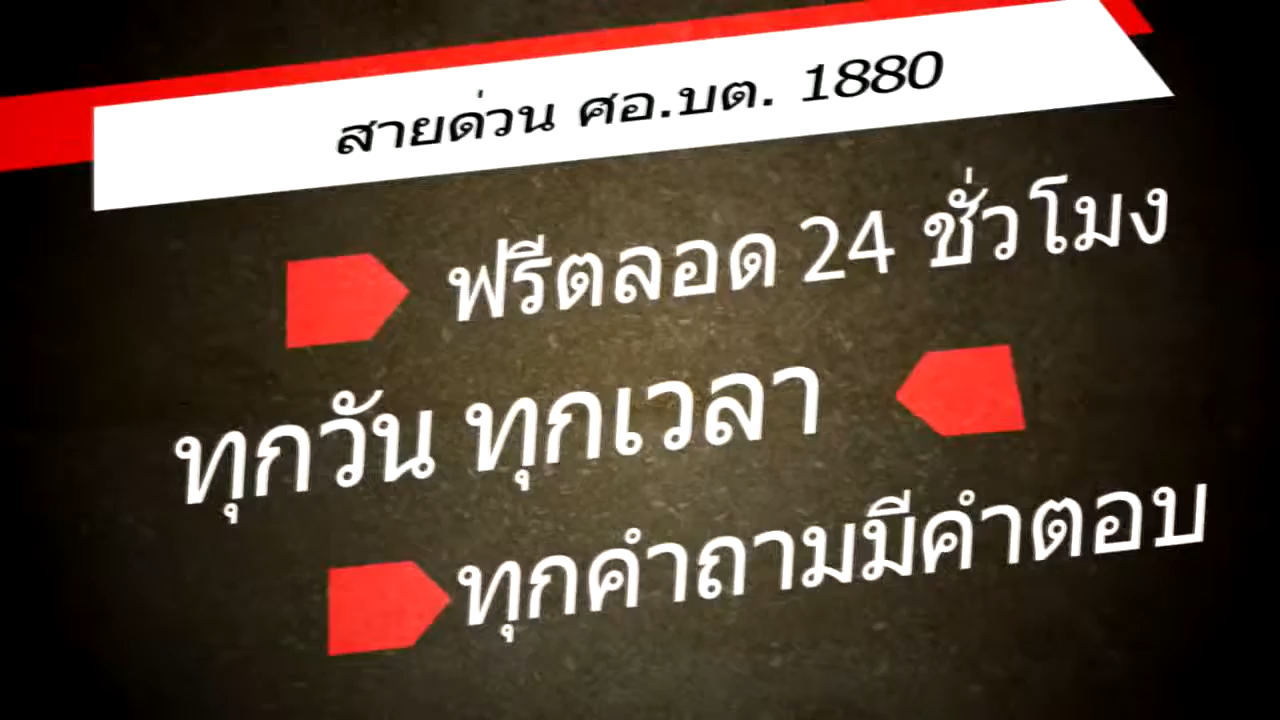 สายด่วน ศอ.บต. 1880
ฟรีตลอด 24 ชั่วโมง
ทุกวัน ทุกเวลา
ทุกคำถามมีคำตอบ